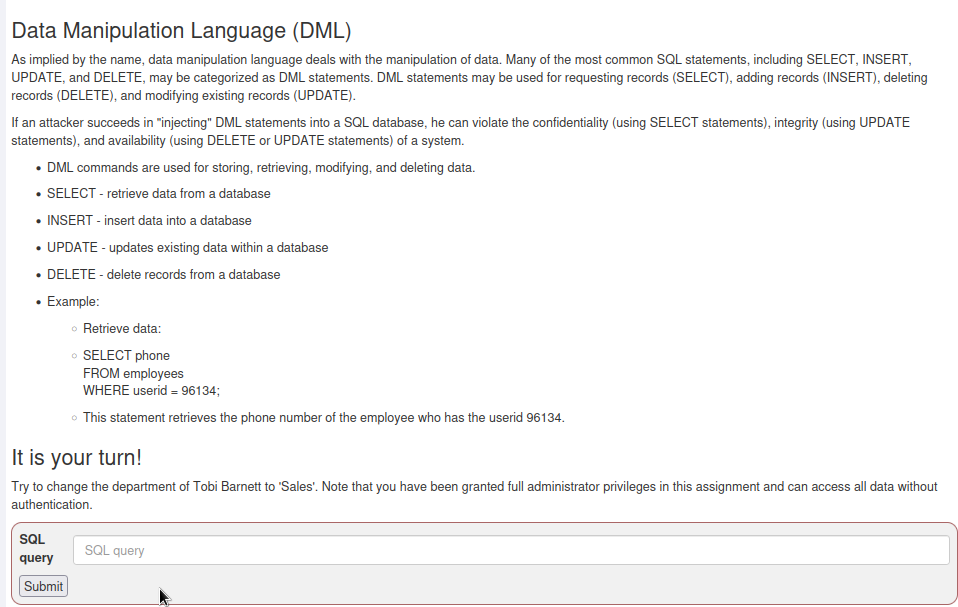 Data Manipulation Language (DML)
As implied by the name, data manipulation language deals with the manipulation of data. Many of the most common SQL statements, including SELECT, INSERT,
UPDATE, and DELETE, may be categorized as DML statements. DML statements may be used for requesting records (SELECT), adding records (INSERT), deleting
records (DELETE), and modifying existing records (UPDATE).
If an attacker succeeds in "injecting" DML statements into a SQL database, he can violate the confidentiality (using SELECT statements), integrity (using UPDATE
statements), and availability (using DELETE or UPDATE statements) of a system.
• DML commands are used for storing, retrieving, modifying, and deleting data.
• SELECT - retrieve data from a database
• INSERT - insert data into a database
• UPDATE - updates existing data within a database
• DELETE - delete records from a database
• Example:
○ Retrieve data:
○ SELECT phone
FROM employees
WHERE userid = 96134;
○ This statement retrieves the phone number of the employee who has the userid 96134.
It is your turn!
Try to change the department of Tobi Barnett to 'Sales'. Note that you have been granted full administrator privileges in this assignment and can access all data without
authentication.
SQL
query
SQL query
Submit